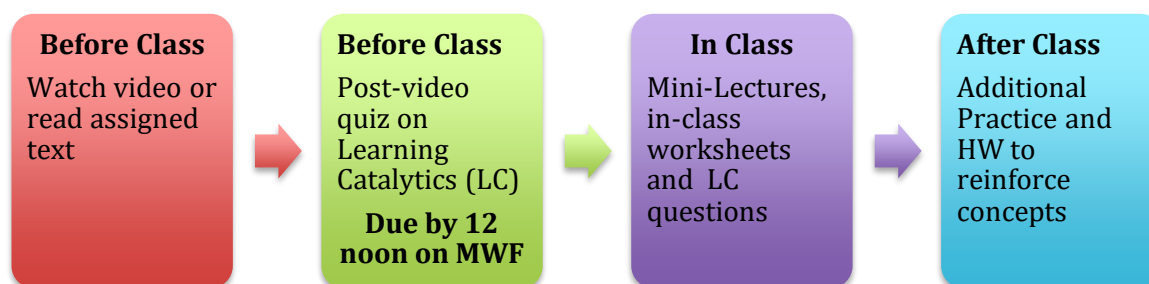 Before Class
Watch video or
read assigned
text
Before Class
Post-video
quiz on
Learning
Catalytics (LC)
Due by 12
noon on MWF
In Class
Mini-Lectures,
in-class
worksheets
and LC
questions
After Class
Additional
Practice and
HW to
reinforce
concepts